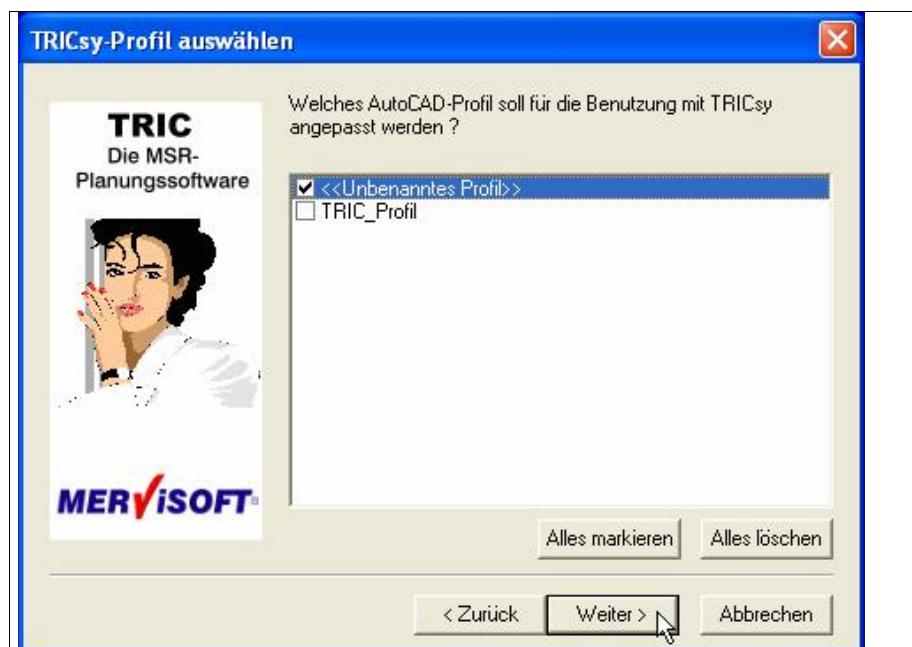 TRICsy-Profil auswählen
Welches AutoCAD-Profil soll für die Benutzung mit TRICsy
angepasst werden ?
TRIC
Die MSR-
Planungssoftware
<<Unbenanntes Profil>>
TRIC_Profil
MERViSOFT
Alles markieren
Alles löschen
< Zurück
Weiter >
Abbrechen